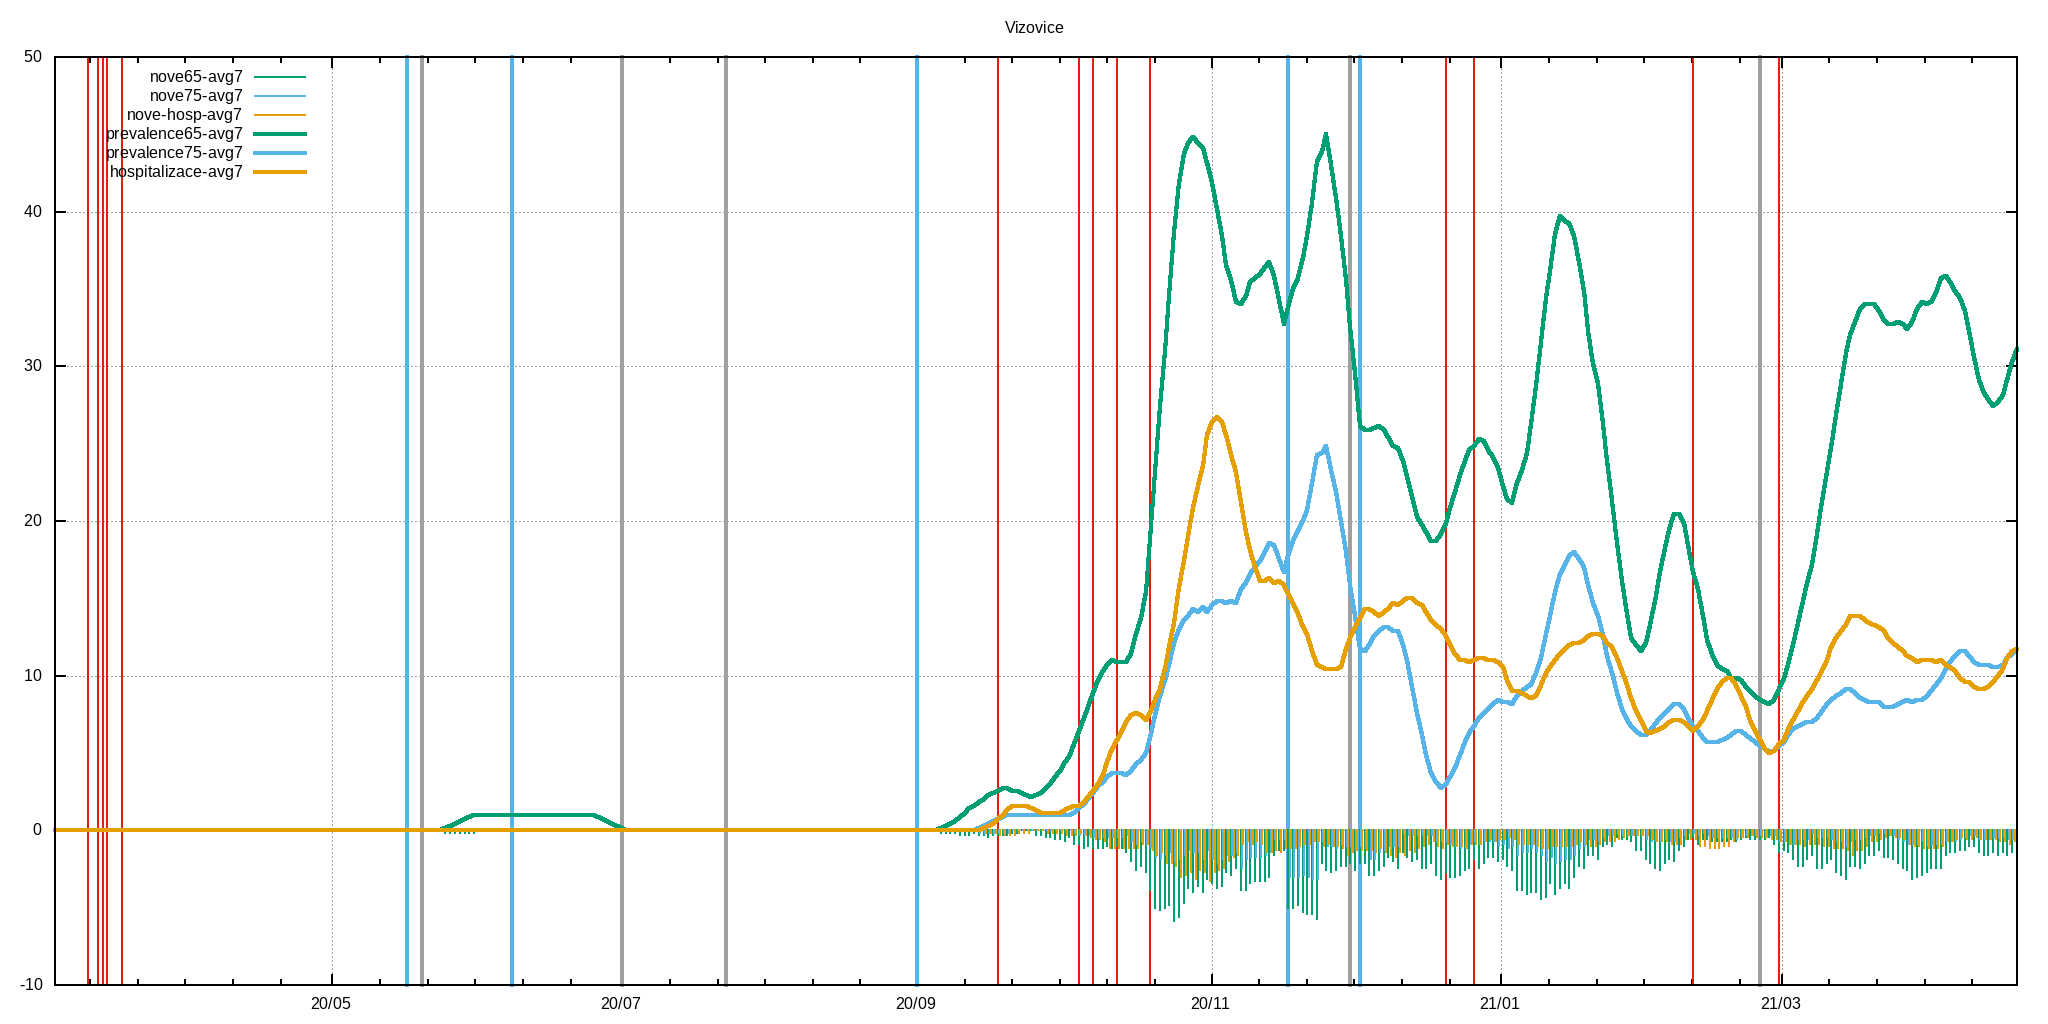 Vizovice
50
nove65-avg7
nove75-avg7
nove-hosp-avg7
prevalence65-avg7
prevalence75-avg7
hospitalizace-avg7
40
30
20
10
0
-10
20/05 20/07 20/09 20/11 21/01 21/03